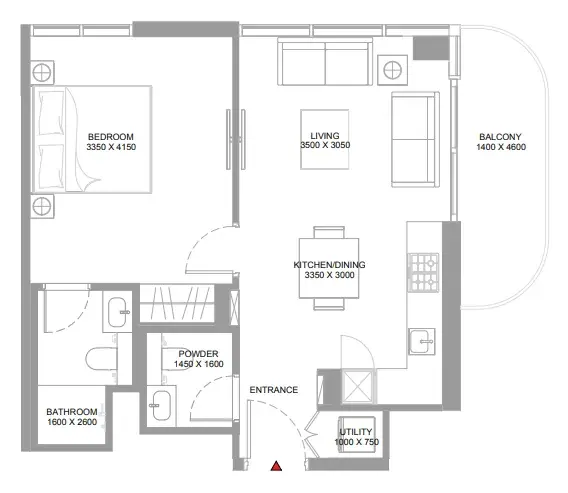 BEDROOM
3350 X 4150
LIVING
3500 X 3050
BALCONY
1400 X 4600
KITCHEN/DINING
3350 X 3000
POWDER
1450 X 1600
ENTRANCE
BATHROOM
1600 X 2600
UTILITY
1000 X 750